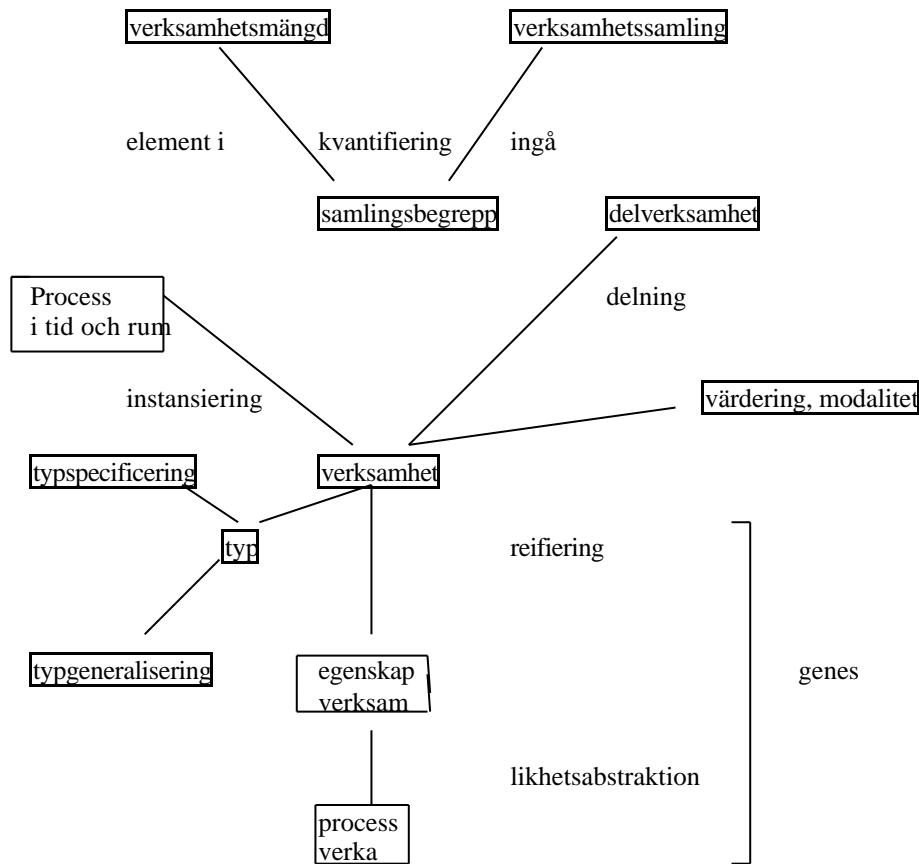 verksamhetsmängd verksamhetssamling
element i kvantifiering ingå
samlingsbegrepp delverksamhet
Process
i tid och rum
delning
instansiering
värdering, modalitet
typspecificering verksamhet
typ
reifiering
typgeneralisering
egenskap
verksam
genes
likhetsabstraktion
process
verka